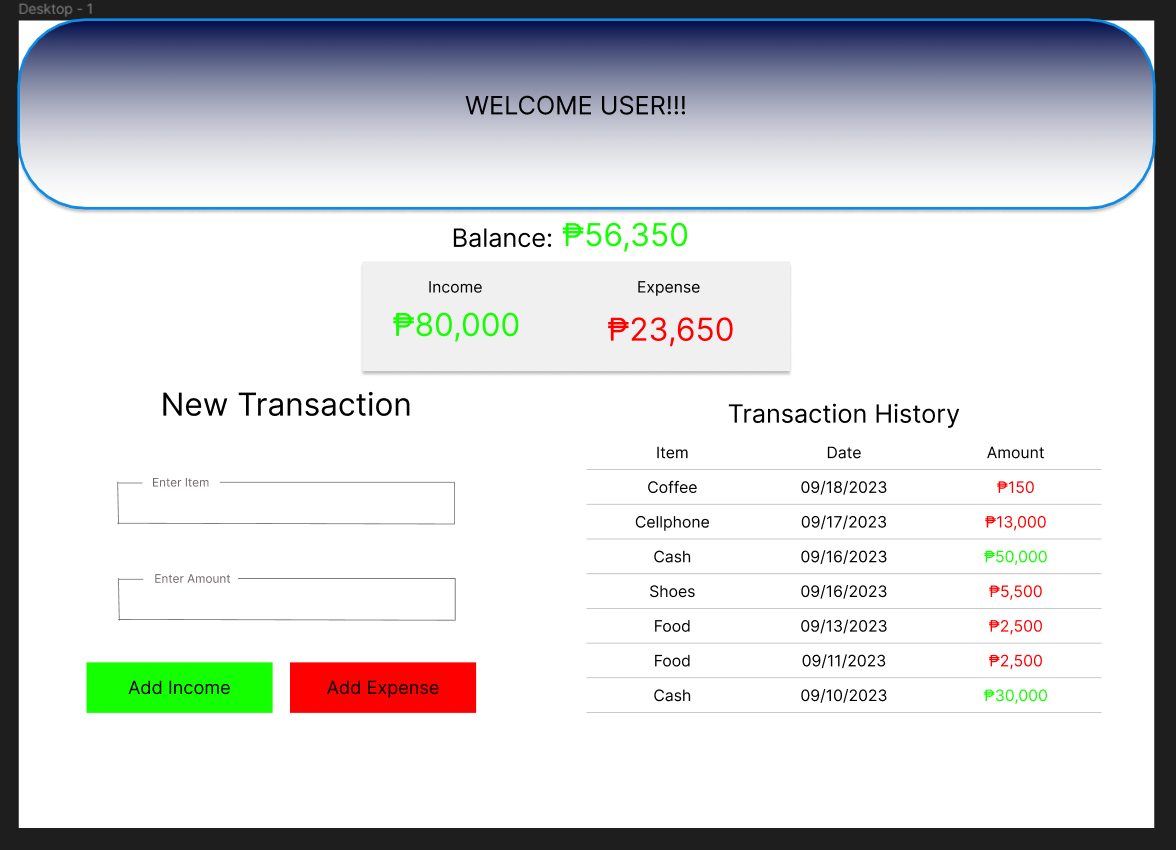 Desktop - 1
WELCOME USER!!!
Balance: ₱56,350
Income Expense
₱80,000 ₱23,650
New Transaction
Enter Item
Enter Amount
Add Income Add Expense
Transaction History
Item Date Amount
Coffee 09/18/2023 ₱150
Cellphone 09/17/2023 ₱13,000
Cash 09/16/2023 ₱50,000
Shoes 09/16/2023 ₱5,500
Food 09/13/2023 ₱2,500
Food 09/11/2023 ₱2,500
Cash 09/10/2023 ₱30,000